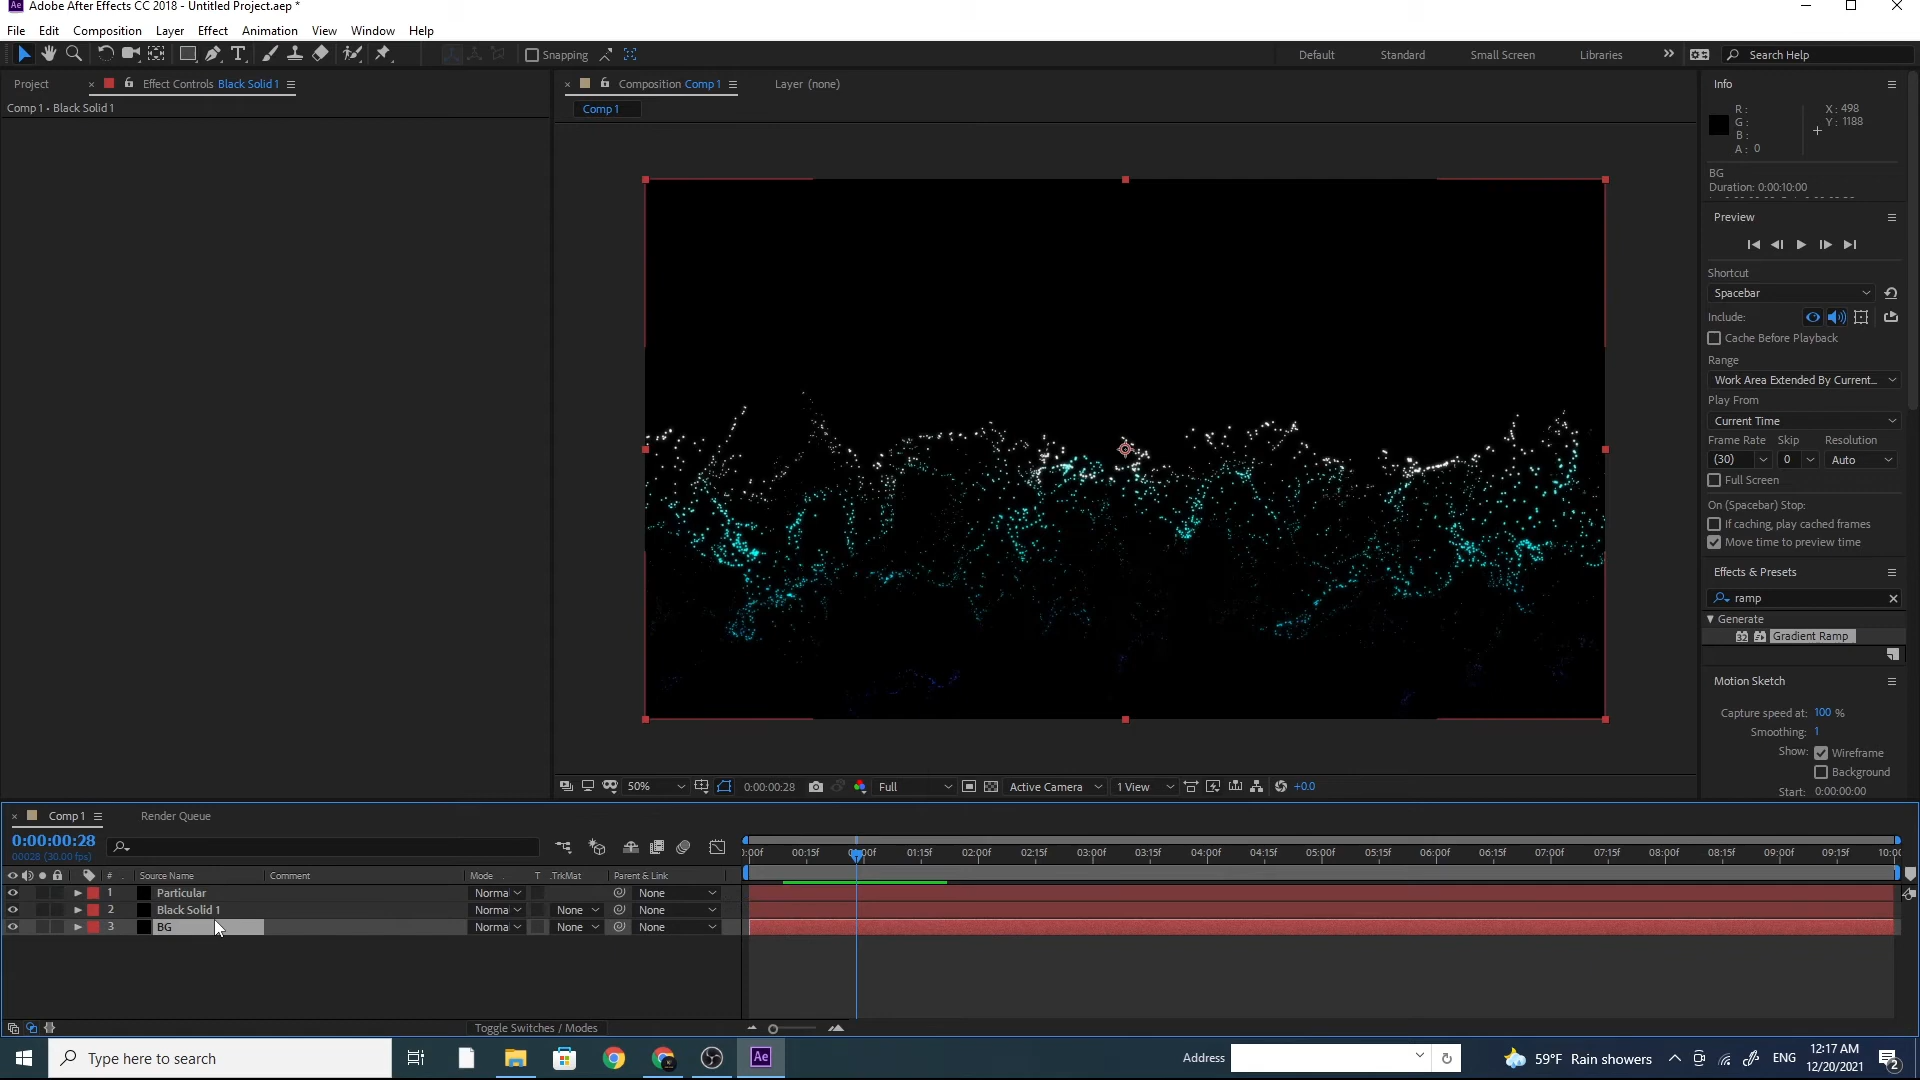 Adobe After Effects CC 2018 - Untitled Project.aep *
File Edit Composition Layer Effect Animation View Window Help
Snapping
Default Standard Small Screen Libraries
Search Help
Project
Effect Controls Black Solid 1
Comp 1 • Black Solid 1
Composition Comp 1
Layer (none)
Comp 1
Info
R :
G :
B :
A : 0
X : 498
Y : 1188
BG
Duration: 0:00:10:00
Preview
Shortcut
Spacebar
Include:
Cache Before Playback
Range
Work Area Extended By Current...
Play From
Current Time
Frame Rate Skip Resolution
(30) 0 Auto
Full Screen
On (Spacebar) Stop:
If caching, play cached frames
Move time to preview time
Effects & Presets
ramp
Generate
Gradient Ramp
Motion Sketch
Capture speed at: 100 %
Smoothing: 1
Show: Wireframe
Background
Start: 0:00:00:00
50% 0:00:00:28 Full Active Camera 1 View +0.0
Comp 1
Render Queue
0:00:00:28
00028 (30.00 fps)
:00f 00:15f 01:15f 02:00f 02:15f 03:00f 03:15f 04:00f 04:15f 05:00f 05:15f 06:00f 06:15f 07:00f 07:15f 08:00f 08:15f 09:00f 09:15f 10:00
# Source Name Comment Mode T .TrkMat Parent & Link
1 Particular Norma None
2 Black Solid 1 Norma None None
3 BG Norma None None
Toggle Switches / Modes
Type here to search
Ae
Address
59°F Rain showers
ENG
12:17 AM
12/20/2021
2